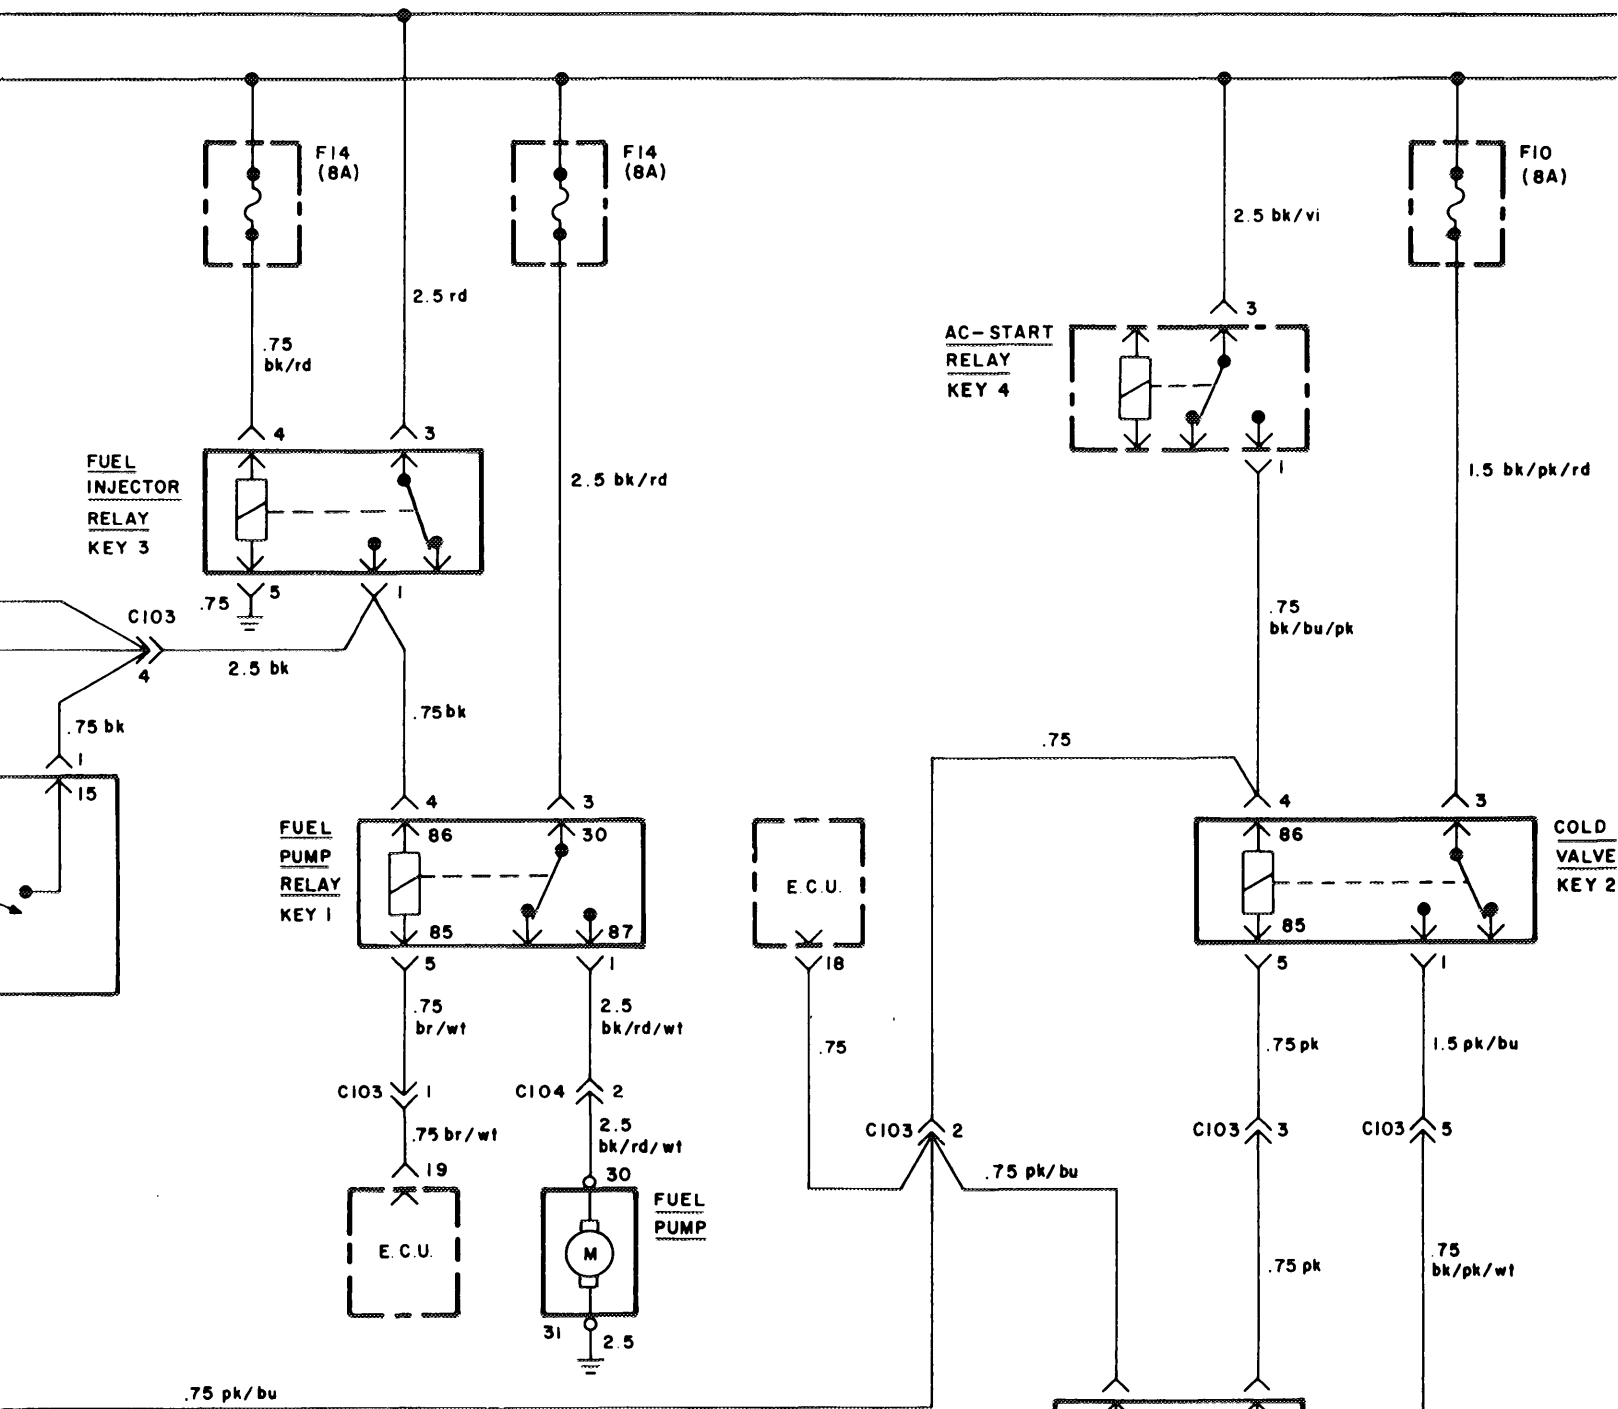 F14
(8A)
F14
(8A)
F10
(8A)
2.5 bk/vi
2.5 rd
3
.75
bk/rd
AC-START
RELAY
KEY 4
4
3
FUEL
INJECTOR
RELAY
KEY 3
2.5 bk/rd
1
1.5 bk/pk/rd
.75
5
1
C103
4
2.5 bk
.75
bk/bu/pk
.75 bk
.75 bk
.75
1
15
4
3
4
3
FUEL
PUMP
RELAY
KEY 1
86
30
85
87
E.C.U.
86
85
COLD
VALVE
KEY 2
5
1
18
5
1
.75
br/wt
2.5
bk/rd/wt
.75
.75 pk
1.5 pk/bu
C103
1
C104
2
C103
2
C103
3
C103
5
.75 br/wt
2.5
bk/rd/wt
.75 pk/bu
19
30
E.C.U.
M
FUEL
PUMP
.75 pk
.75
bk/pk/wt
31
2.5
.75 pk/bu